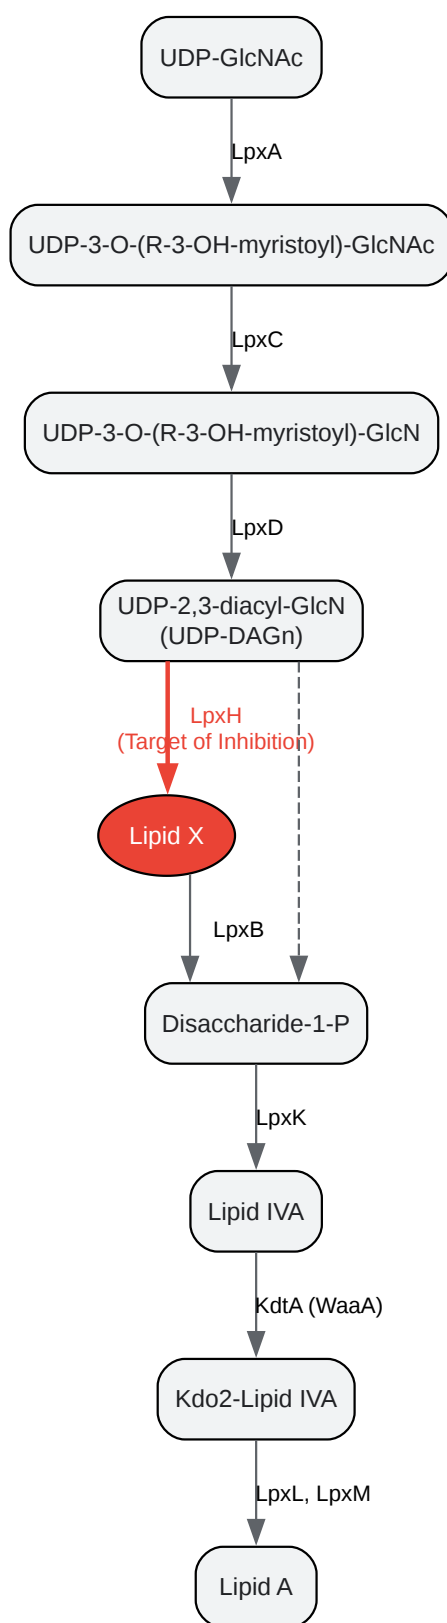 UDP-GlcNAc
LpxA
UDP-3-O-(R-3-OH-myristoyl)-GlcNAc
LpxC
UDP-3-O-(R-3-OH-myristoyl)-GlcN
LpxD
UDP-2,3-diacyl-GlcN
(UDP-DAGn)
LpxH
(Target of Inhibition)
Lipid X
LpxB
Disaccharide-1-P
LpxK
Lipid IVA
KdtA (WaaA)
Kdo2-Lipid IVA
LpxL, LpxM
Lipid A